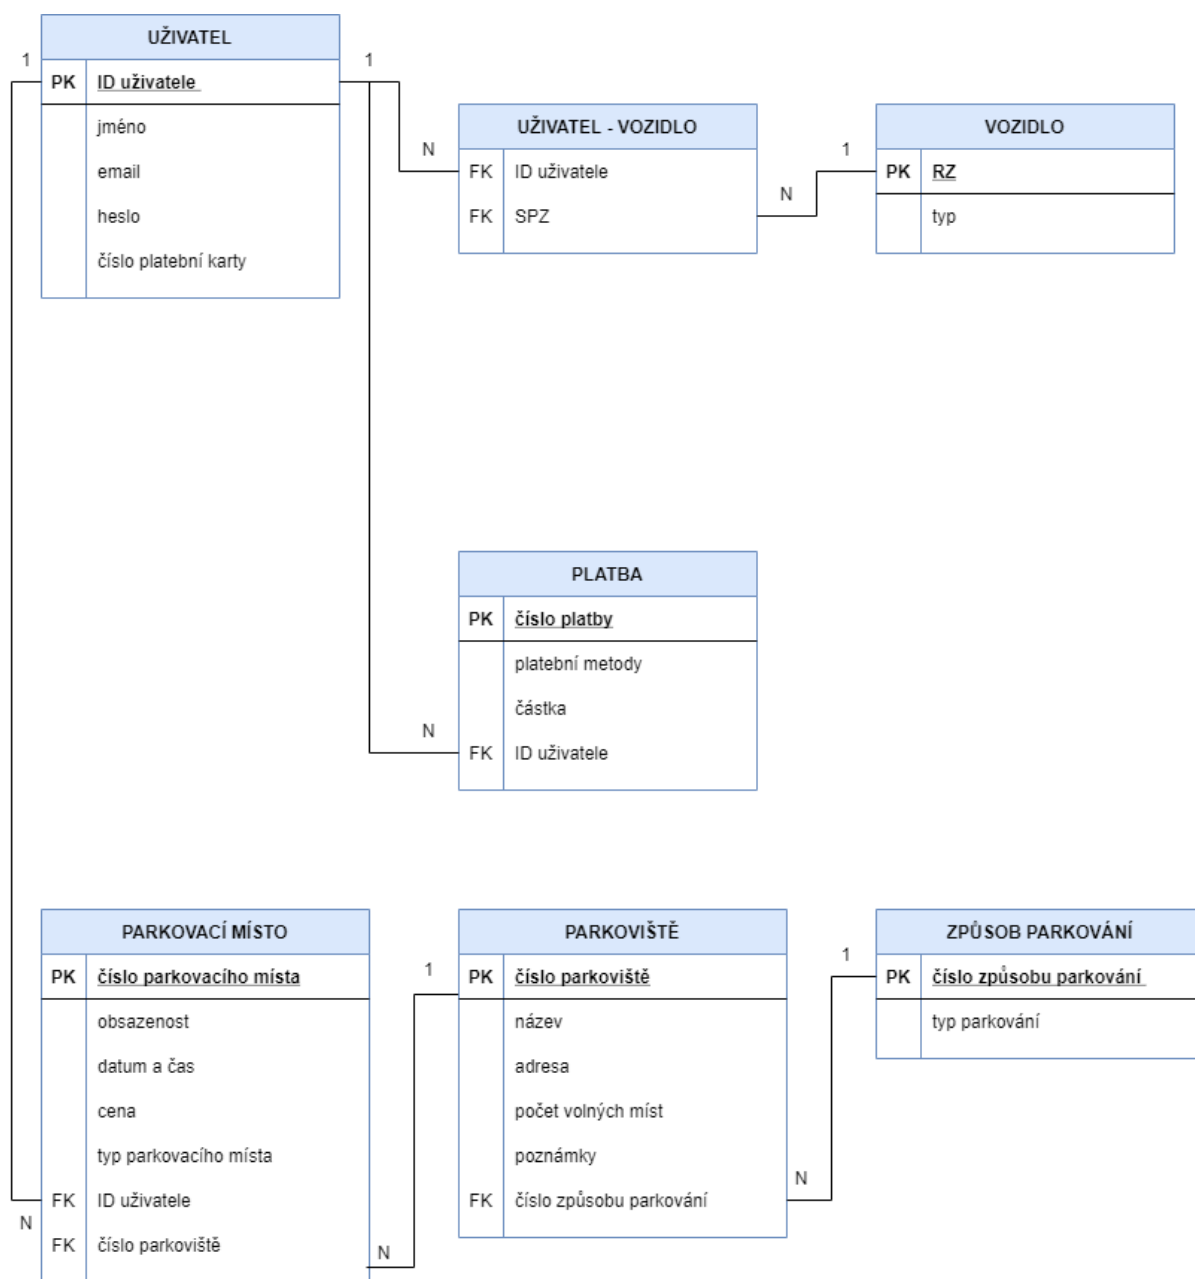 UŽIVATEL
1
1
PK ID uživatele
jméno
email
heslo
číslo platební karty
UŽIVATEL - VOZIDLO
N
FK ID uživatele
FK SPZ
N
VOZIDLO
1
PK RZ
typ
PLATBA
PK číslo platby
platební metody
částka
N
FK ID uživatele
PARKOVACÍ MÍSTO
PK číslo parkovacího místa
obsazenost
datum a čas
cena
typ parkovacího místa
FK ID uživatele
N
FK číslo parkoviště
N
PARKOVIŠTĚ
1
PK číslo parkoviště
název
adresa
počet volných míst
poznámky
FK číslo způsobu parkování
N
ZPŮSOB PARKOVÁNÍ
1
PK číslo způsobu parkování
typ parkování